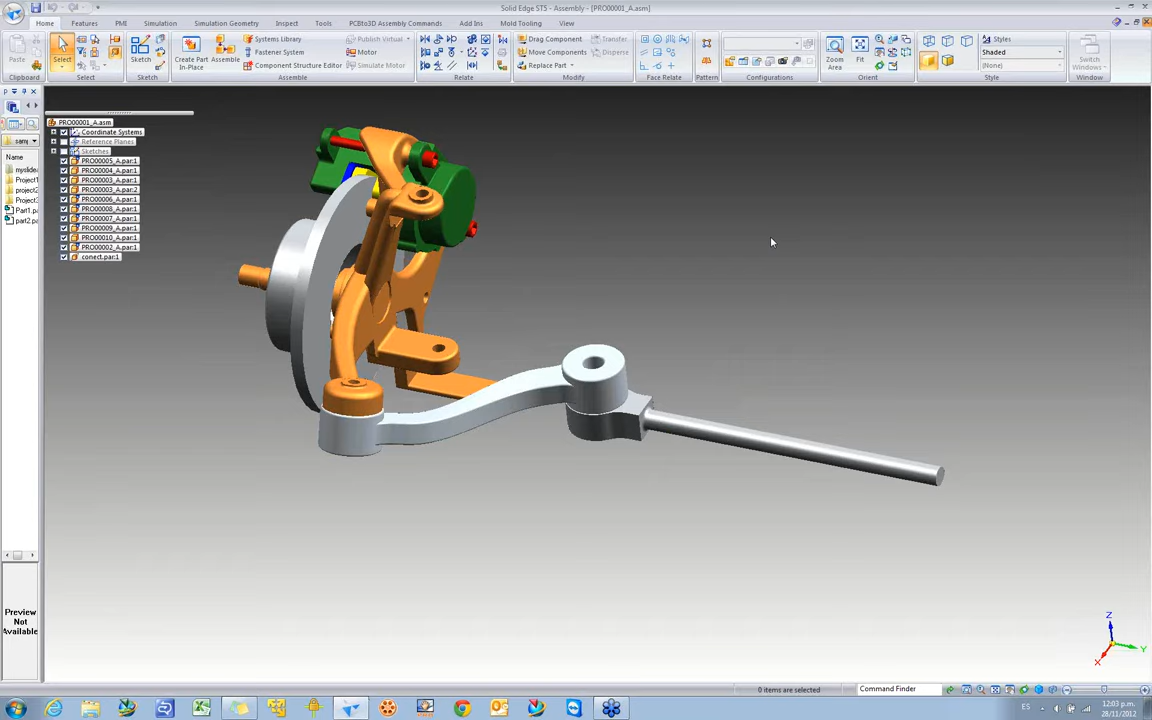 Solid Edge ST5 - Assembly - [PRO00001_A.asm]
Home Features PMI Simulation Simulation Geometry Inspect Tools PCBto3D Assembly Commands Add Ins Mold Tooling View
Paste
Select
Sketch
Create Part In-Place
Assemble
Systems Library
Fastener System
Component Structure Editor
Publish Virtual
Motor
Simulate Motor
Drag Component
Move Components
Replace Part
Transfer
Disperse
Zoom Area
Fit
Styles
Shaded
(None)
Switch Windows
Clipboard Select Sketch Assemble Relate Modify Face Relate Pattern Configurations Orient Style Window
PRO00001_A.asm
Coordinate Systems
Reference Planes
Sketches
PRO00005_A.par:1
PRO00004_A.par:1
PRO00003_A.par:1
PRO00003_A.par:2
PRO00006_A.par:1
PRO00008_A.par:1
PRO00007_A.par:1
PRO00009_A.par:1
PRO00010_A.par:1
PRO00002_A.par:1
conect.par:1
Name
myslide
Project1
project2
Project3
Part1.p
part2.p
Preview
Not
Available
Z
Y
X
0 items are selected
Command Finder
ES
12:03 p.m.
28/11/2012